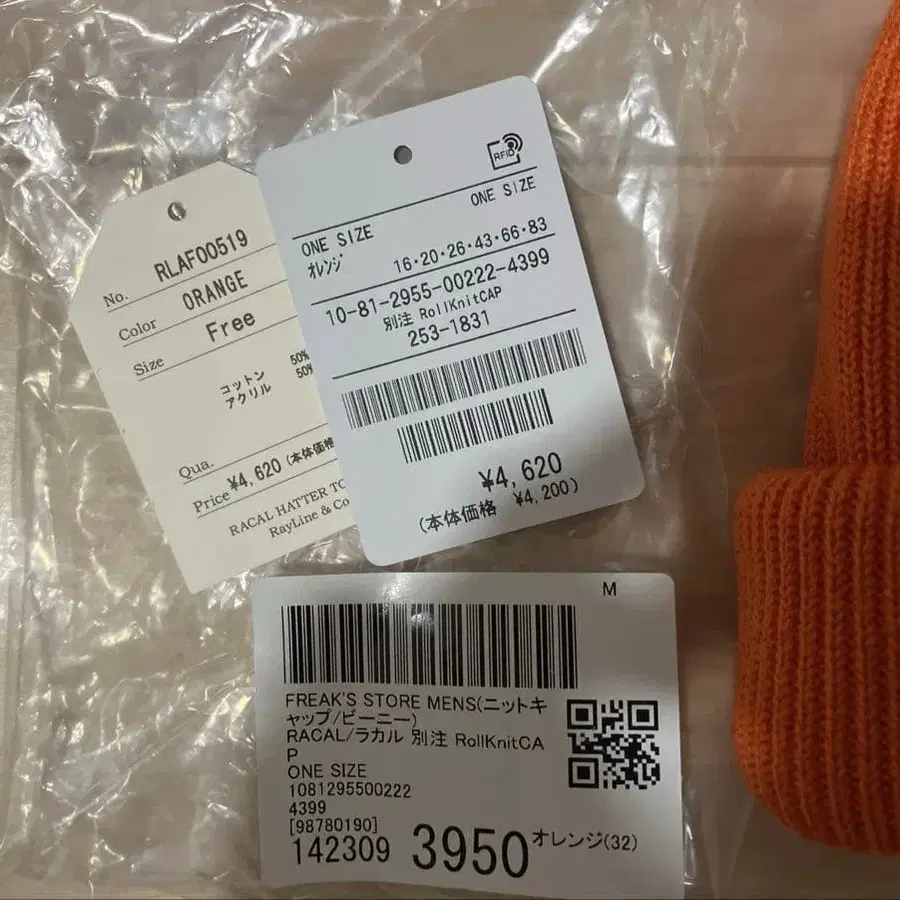 No. RLAF00519
Color ORANGE
Size Free
コットン 50%
アクリル 50%
Qua.
Price ¥4,620 (本体価格
RACAL HATTER TO
RayLine & Co
RFID
ONE SIZE
ONE SIZE
オレンジ 16・20・26・43・66・83
10-81-2955-00222-4399
別注 RollKnitCAP
253-1831
¥4,620
(本体価格 ¥4,200)
M
FREAK'S STORE MENS(ニットキ
ャップ/ビーニー)
RACAL/ラカル 別注 RollKnitCA
P
ONE SIZE
1081295500222
4399
[98780190]
142309 3950 オレンジ(32)